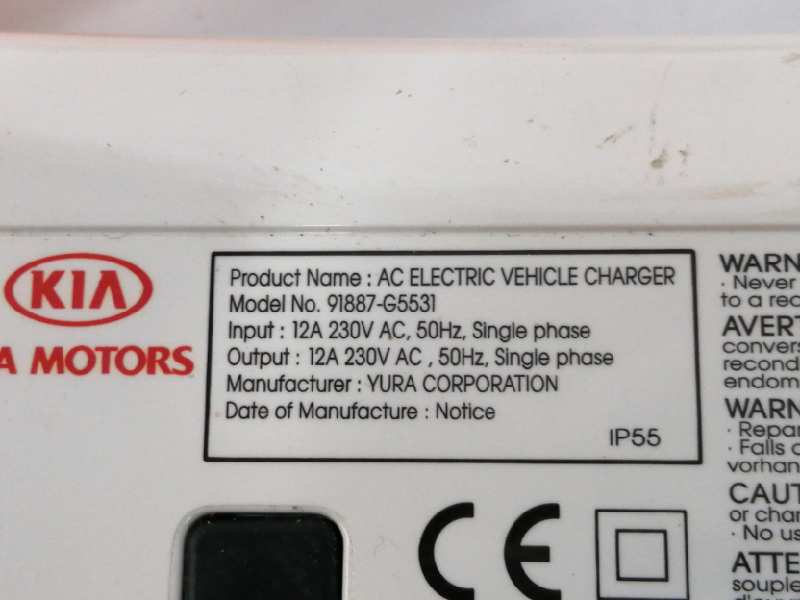 KIA
A MOTORS
Product Name : AC ELECTRIC VEHICLE CHARGER
Model No. 91887-G5531
Input : 12A 230V AC, 50Hz, Single phase
Output : 12A 230V AC , 50Hz, Single phase
Manufacturer : YURA CORPORATION
Date of Manufacture : Notice
IP55
CE
WARN
· Never
to a rec
AVERT
convers
recond
endom
WARN
· Repar
· Falls
vorhan
CAUT
or char
· No us
ATTE
souple